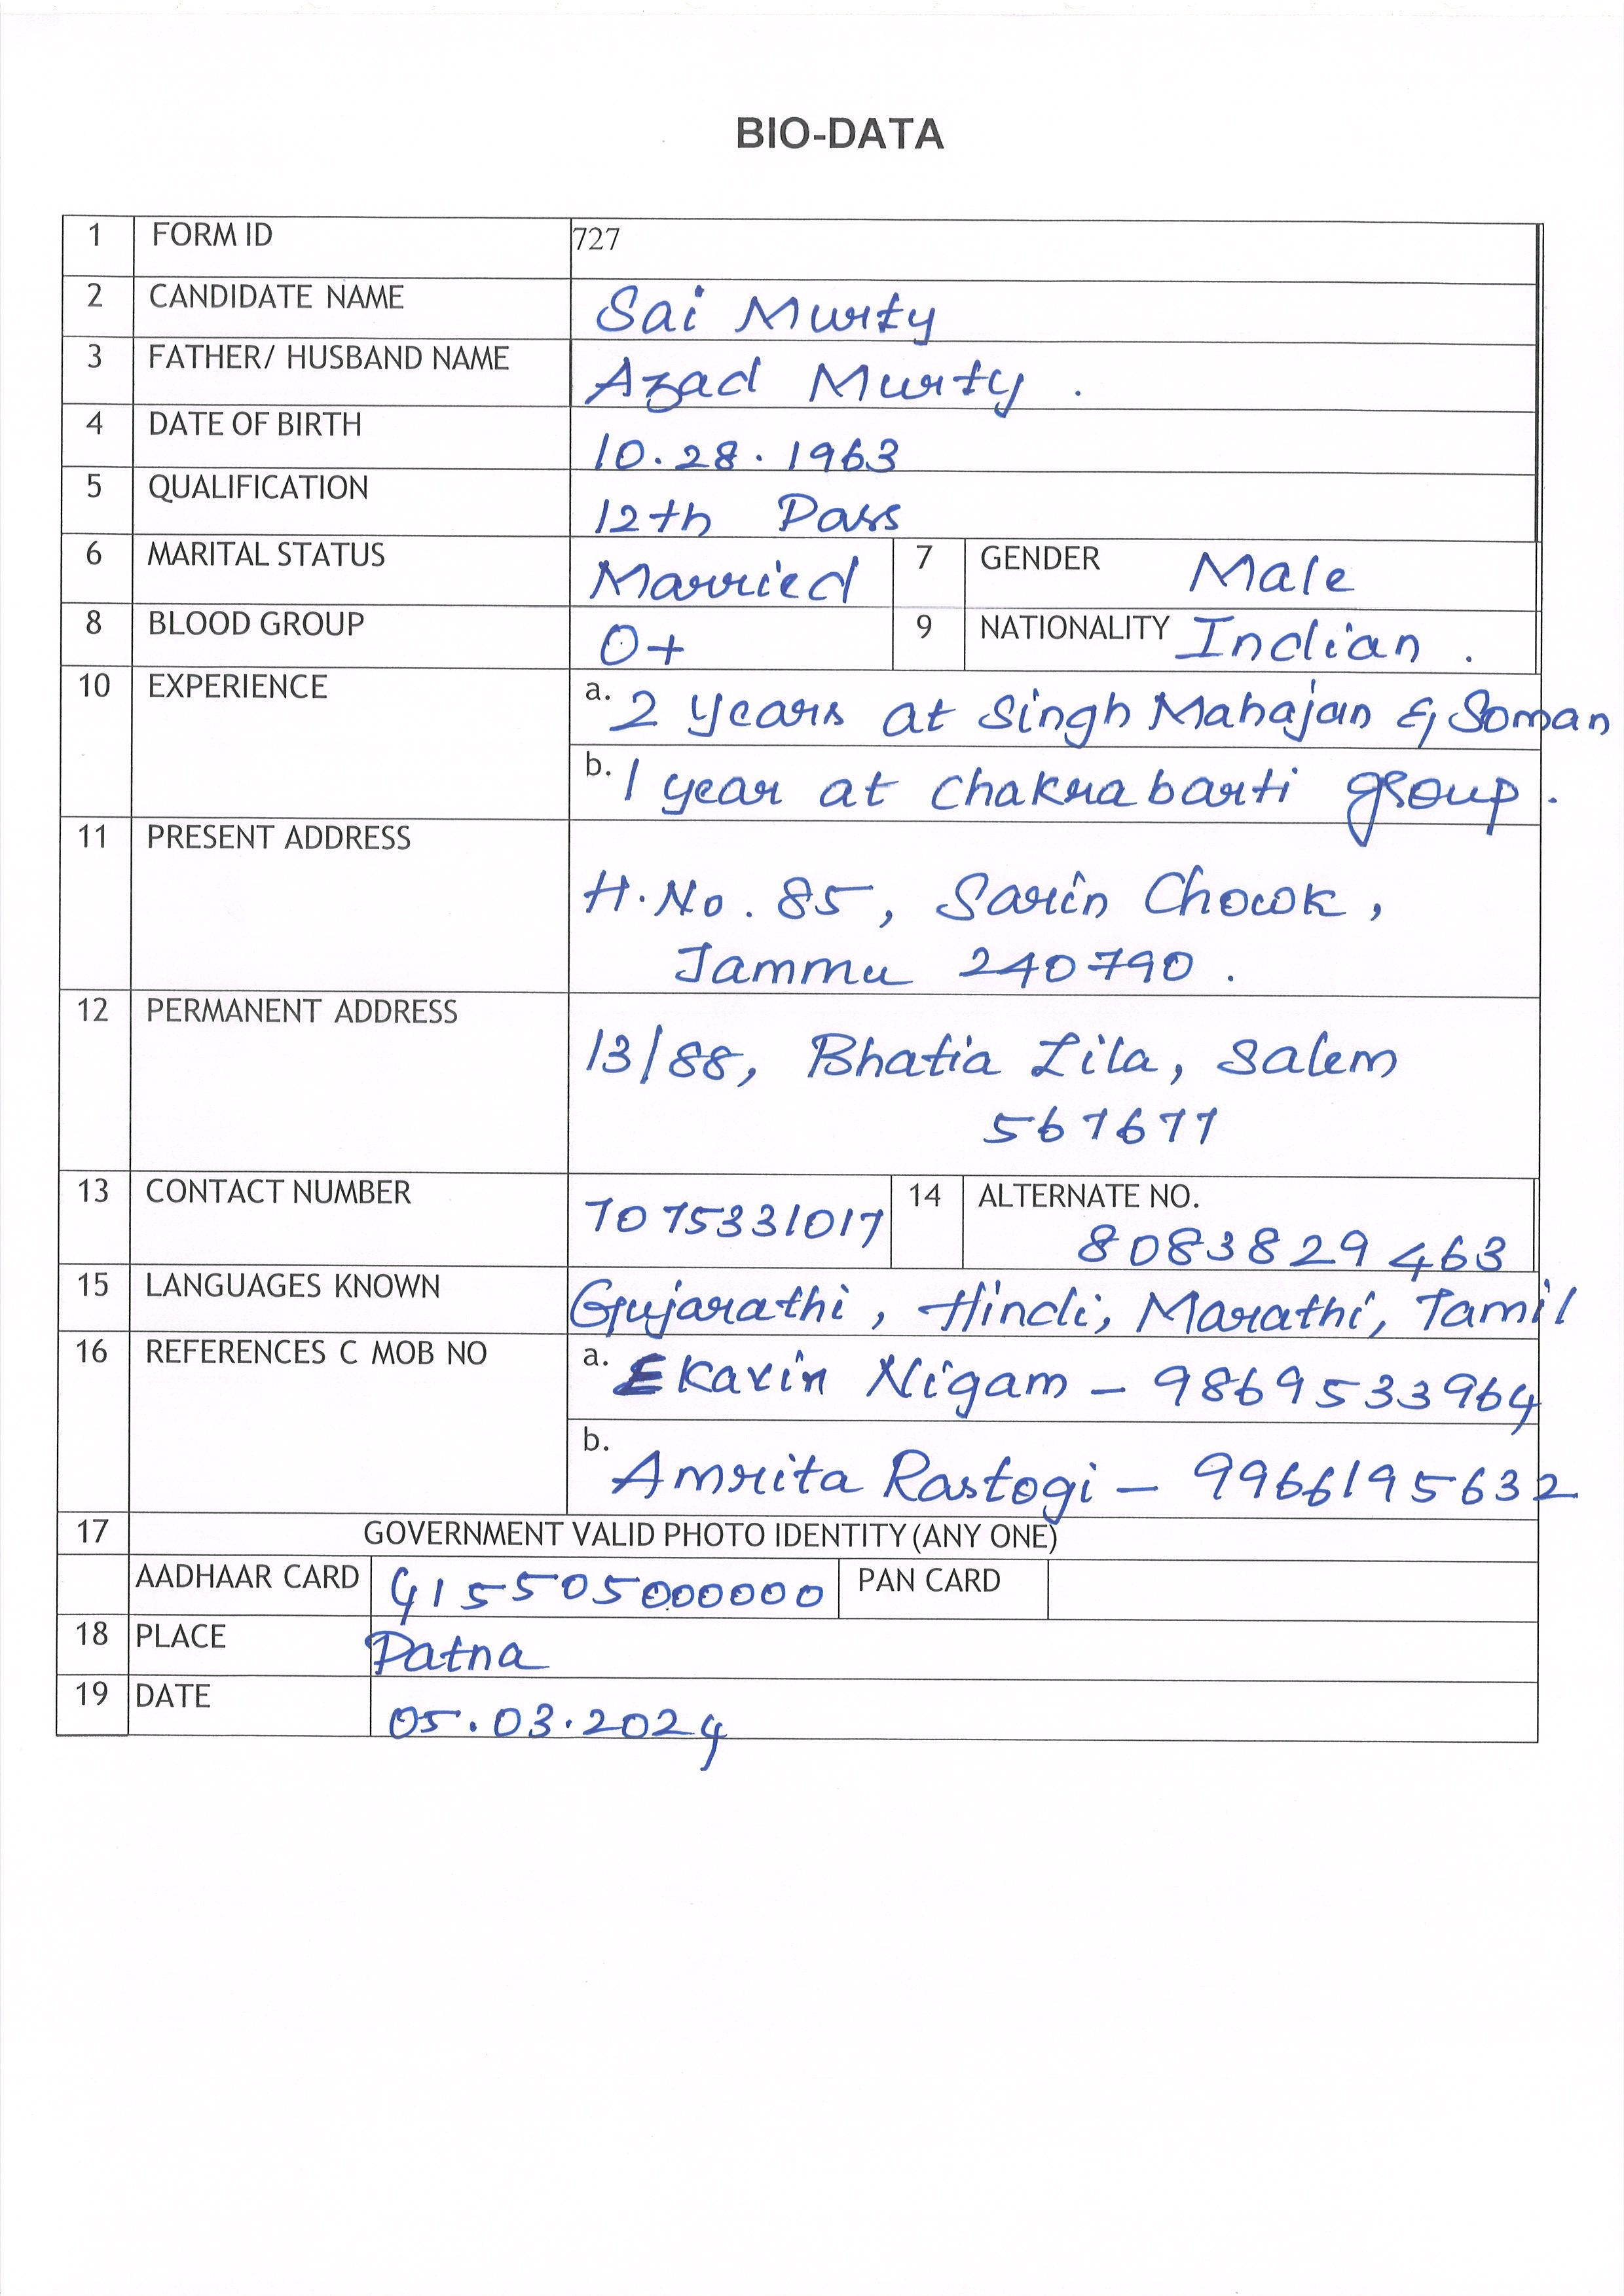 BIO-DATA
1 FORM ID 727
2 CANDIDATE NAME Sai Murty
3 FATHER/ HUSBAND NAME Azad Murty .
4 DATE OF BIRTH 10.28.1963
5 QUALIFICATION 12th Pass
6 MARITAL STATUS Married 7 GENDER Male
8 BLOOD GROUP O+ 9 NATIONALITY Indian .
10 EXPERIENCE a. 2 years at Singh Mahajan & Soman
b. 1 year at Chakrabarti group .
11 PRESENT ADDRESS
H.No. 85, Sarin Chowk,
Jammu 240790 .
12 PERMANENT ADDRESS
13/88, Bhatia Lila, Salem
567677
13 CONTACT NUMBER 7075331017 14 ALTERNATE NO.
8083829463
15 LANGUAGES KNOWN Gujarathi, Hindi, Marathi, Tamil
16 REFERENCES C MOB NO a. Ekavin Nigam - 9869533964
b. Amrita Rastogi - 9966195632
17 GOVERNMENT VALID PHOTO IDENTITY (ANY ONE)
AADHAAR CARD 415505000000 PAN CARD
18 PLACE Patna
19 DATE 05.03.2024